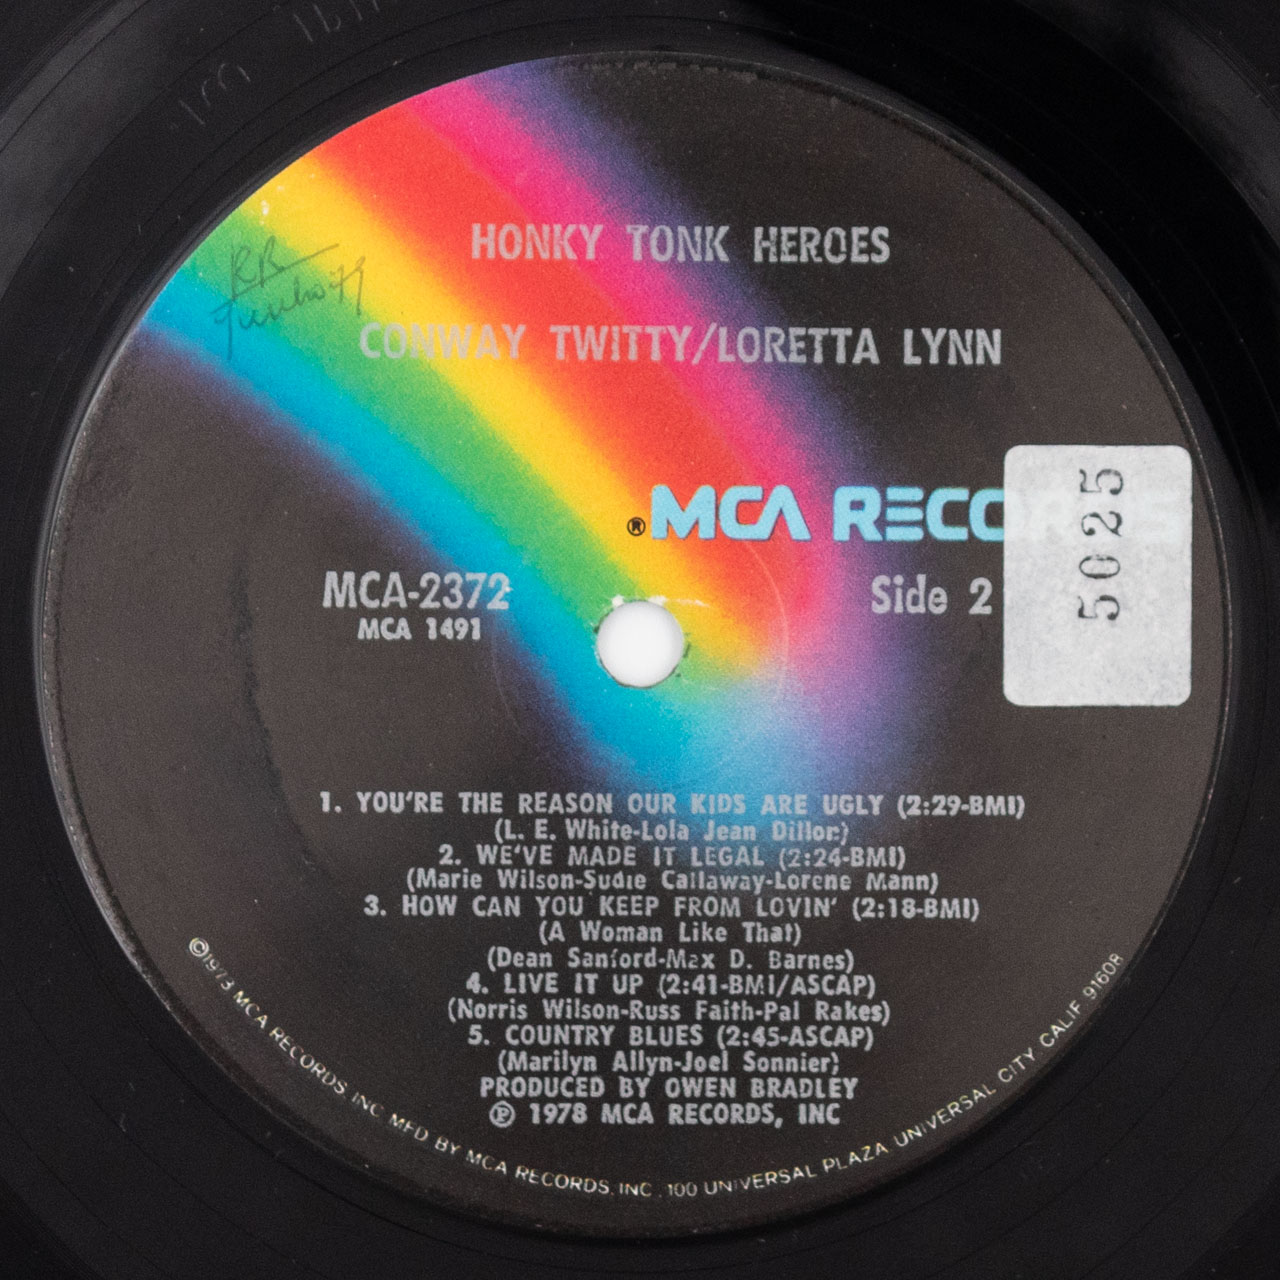 HONKY TONK HEROES
CONWAY TWITTY/LORETTA LYNN
® MCA RECORDS
MCA-2372
MCA 1491
Side 2
5025
1. YOU'RE THE REASON OUR KIDS ARE UGLY (2:29-BMI)
(L. E. White-Lola Jean Dillon)
2. WE'VE MADE IT LEGAL (2:24-BMI)
(Marie Wilson-Sudie Callaway-Lorene Mann)
3. HOW CAN YOU KEEP FROM LOVIN' (2:18-BMI)
(A Woman Like That)
(Dean Sanford-Max D. Barnes)
4. LIVE IT UP (2:41-BMI/ASCAP)
(Norris Wilson-Russ Faith-Pal Rakes)
5. COUNTRY BLUES (2:45-ASCAP)
(Marilyn Allyn-Joel Sonnier)
PRODUCED BY OWEN BRADLEY
Ⓟ 1978 MCA RECORDS, INC
©1973 MCA RECORDS, INC. MFD BY MCA RECORDS, INC., 100 UNIVERSAL PLAZA UNIVERSAL CITY, CALIF. 91608